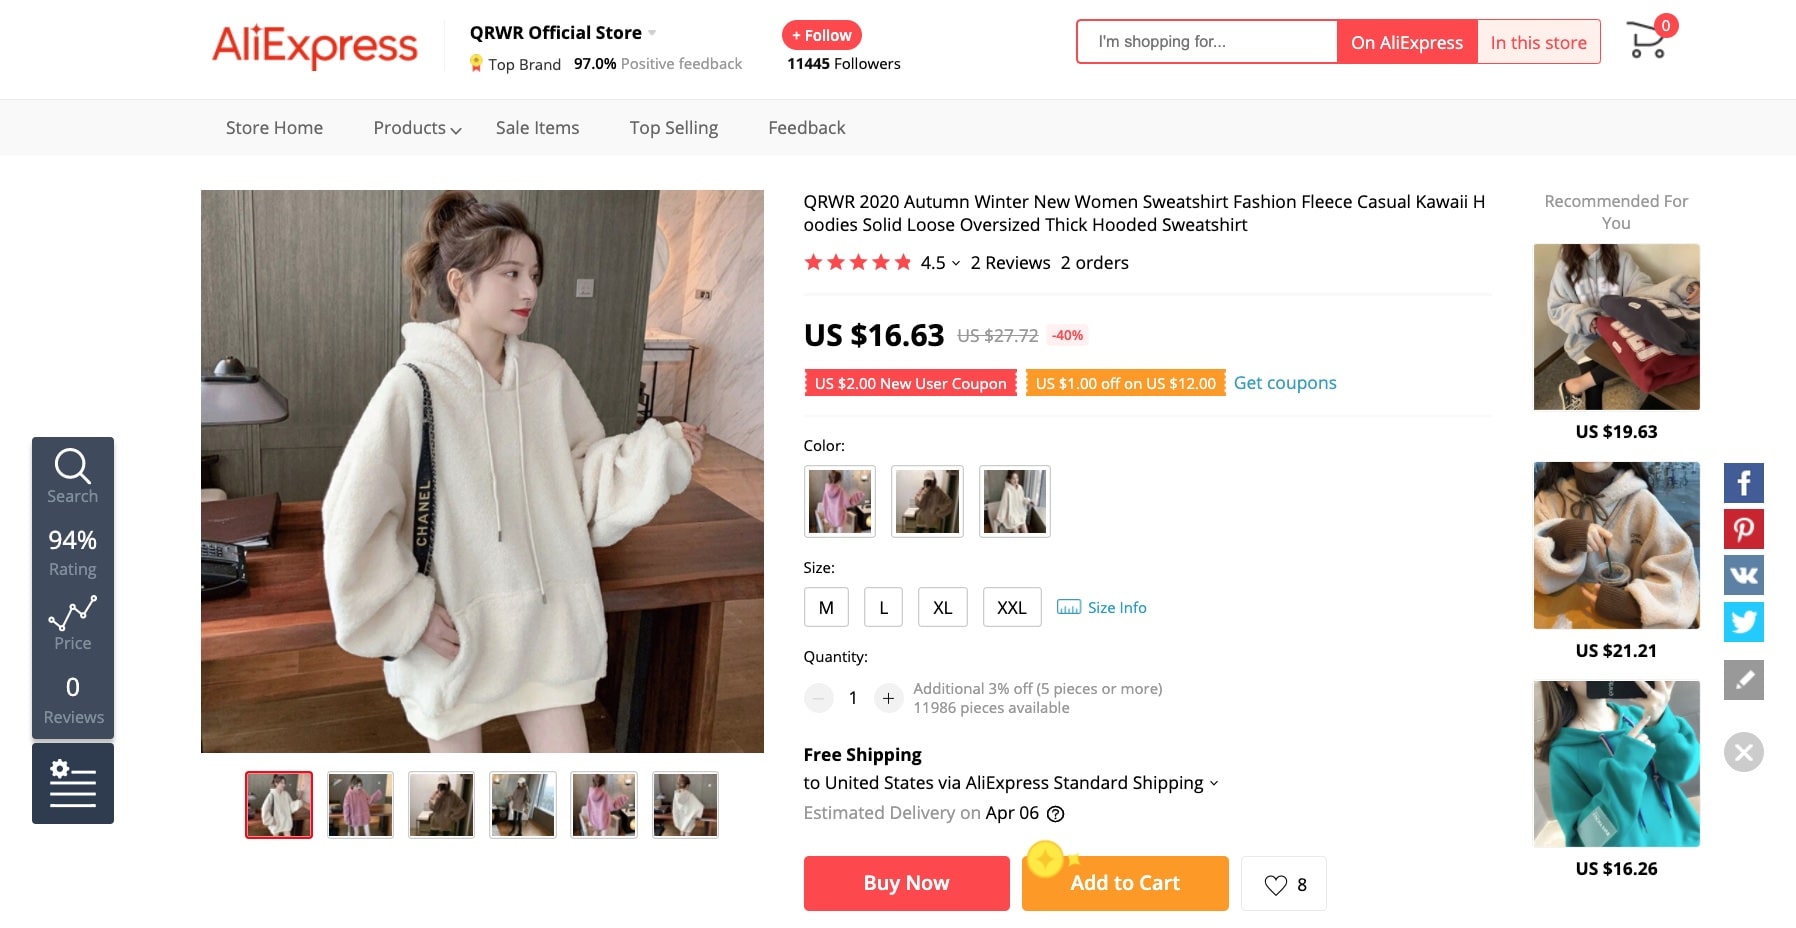 AliExpress
QRWR Official Store
Top Brand 97.0% Positive feedback
+ Follow
11445 Followers
I'm shopping for...
On AliExpress
In this store
0
Store Home
Products
Sale Items
Top Selling
Feedback
CHANEL
QRWR 2020 Autumn Winter New Women Sweatshirt Fashion Fleece Casual Kawaii H
oodies Solid Loose Oversized Thick Hooded Sweatshirt
4.5 2 Reviews 2 orders
US $16.63 US $27.72 -40%
US $2.00 New User Coupon
US $1.00 off on US $12.00
Get coupons
Color:
Size:
M
L
XL
XXL
Size Info
Quantity:
1
Additional 3% off (5 pieces or more)
11986 pieces available
Free Shipping
to United States via AliExpress Standard Shipping
Estimated Delivery on Apr 06
Buy Now
Add to Cart
8
Recommended For
You
US $19.63
US $21.21
US $16.26
Search
94%
Rating
Price
0
Reviews